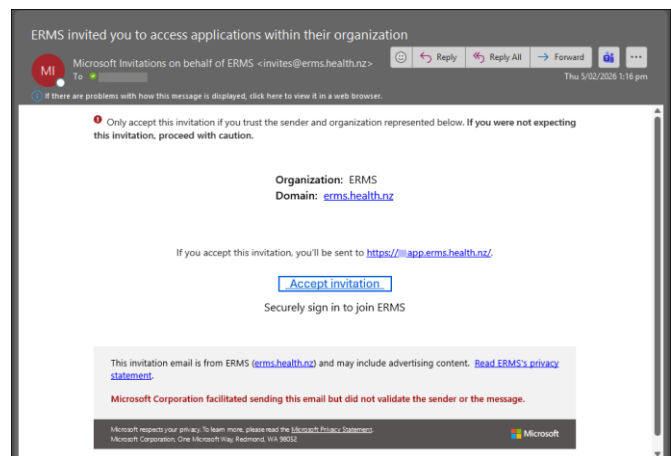 ERMS invited you to access applications within their organization
MI
Microsoft Invitations on behalf of ERMS <invites@erms.health.nz>
To
Reply
Reply All
Forward
Thu 5/02/2026 1:16 pm
If there are problems with how this message is displayed, click here to view it in a web browser.
Only accept this invitation if you trust the sender and organization represented below. If you were not expecting
this invitation, proceed with caution.
Organization: ERMS
Domain: erms.health.nz
If you accept this invitation, you'll be sent to https://app.erms.health.nz/.
Accept invitation
Securely sign in to join ERMS
This invitation email is from ERMS (erms.health.nz) and may include advertising content. Read ERMS's privacy
statement.
Microsoft Corporation facilitated sending this email but did not validate the sender or the message.
Microsoft respects your privacy. To learn more, please read the Microsoft Privacy Statement.
Microsoft Corporation, One Microsoft Way, Redmond, WA 98052
Microsoft